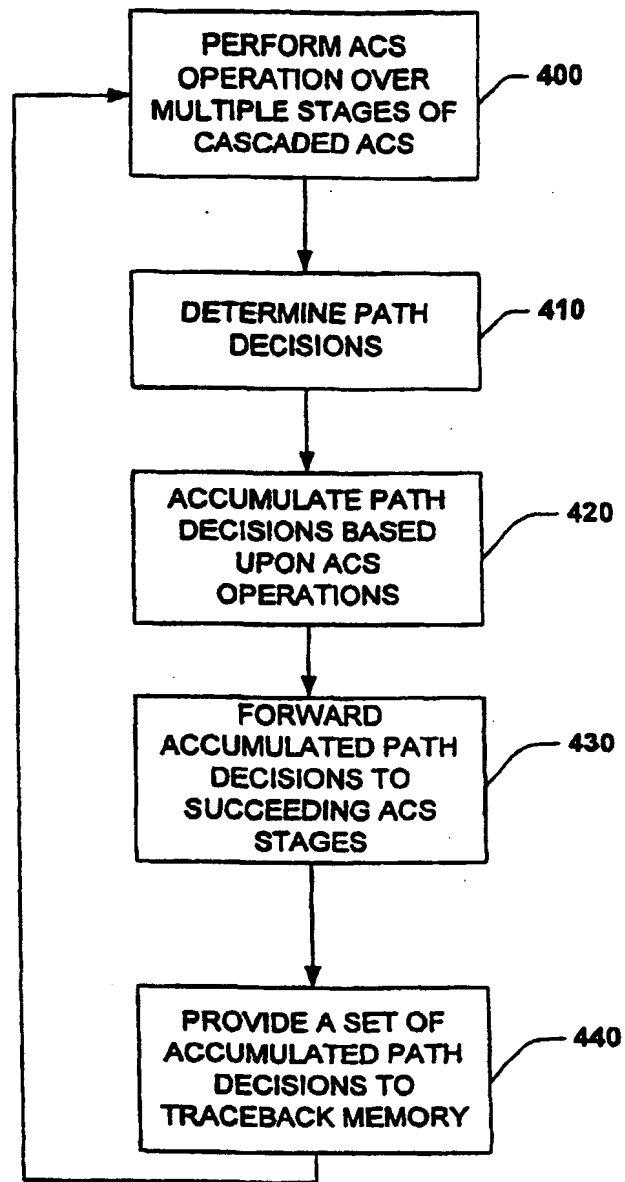 PERFORM ACS
OPERATION OVER
MULTIPLE STAGES OF
CASCADED ACS
400
DETERMINE PATH
DECISIONS
410
ACCUMULATE PATH
DECISIONS BASED
UPON ACS
OPERATIONS
420
FORWARD
ACCUMULATED PATH
DECISIONS TO
SUCCEEDING ACS
STAGES
430
PROVIDE A SET OF
ACCUMULATED PATH
DECISIONS TO
TRACEBACK MEMORY
440